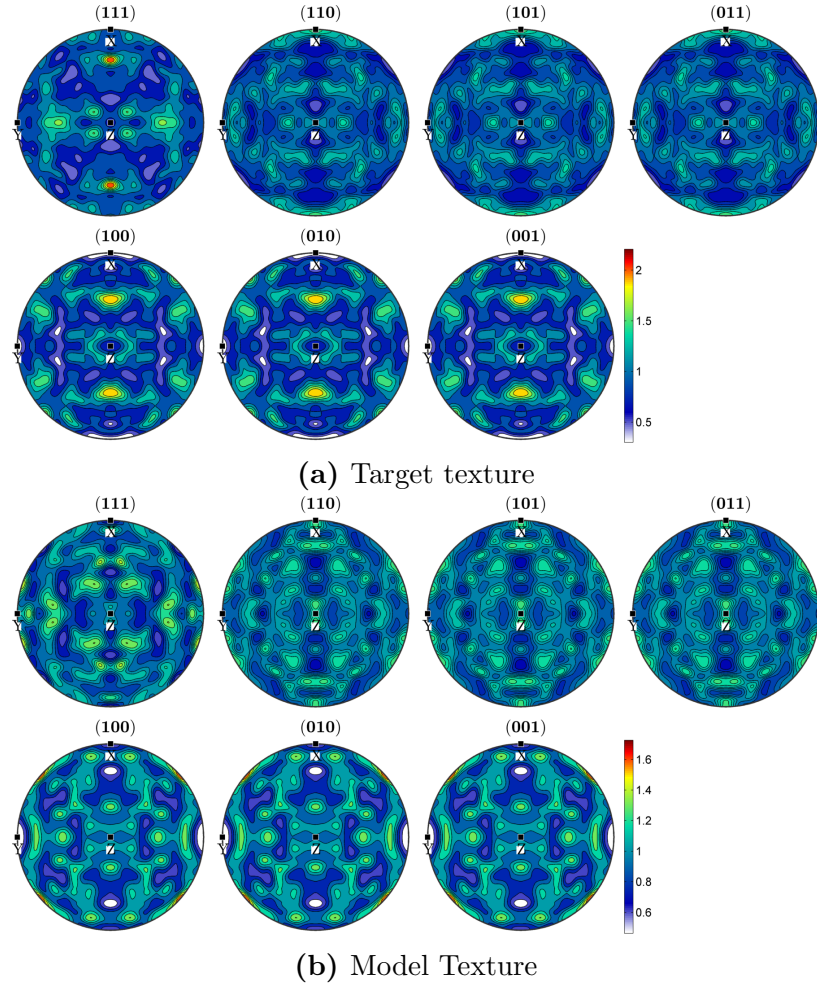 (111) (110) (101) (011)
X X X X
Y Z Y Z Y Z Y Z
(100) (010) (001)
X X X
Y Z Y Z Y Z
2
1.5
1
0.5
(a) Target texture
(111) (110) (101) (011)
X X X X
Y Z Y Z Y Z Y Z
(100) (010) (001)
X X X
Y Z Y Z Y Z
1.6
1.4
1.2
1
0.8
0.6
(b) Model Texture